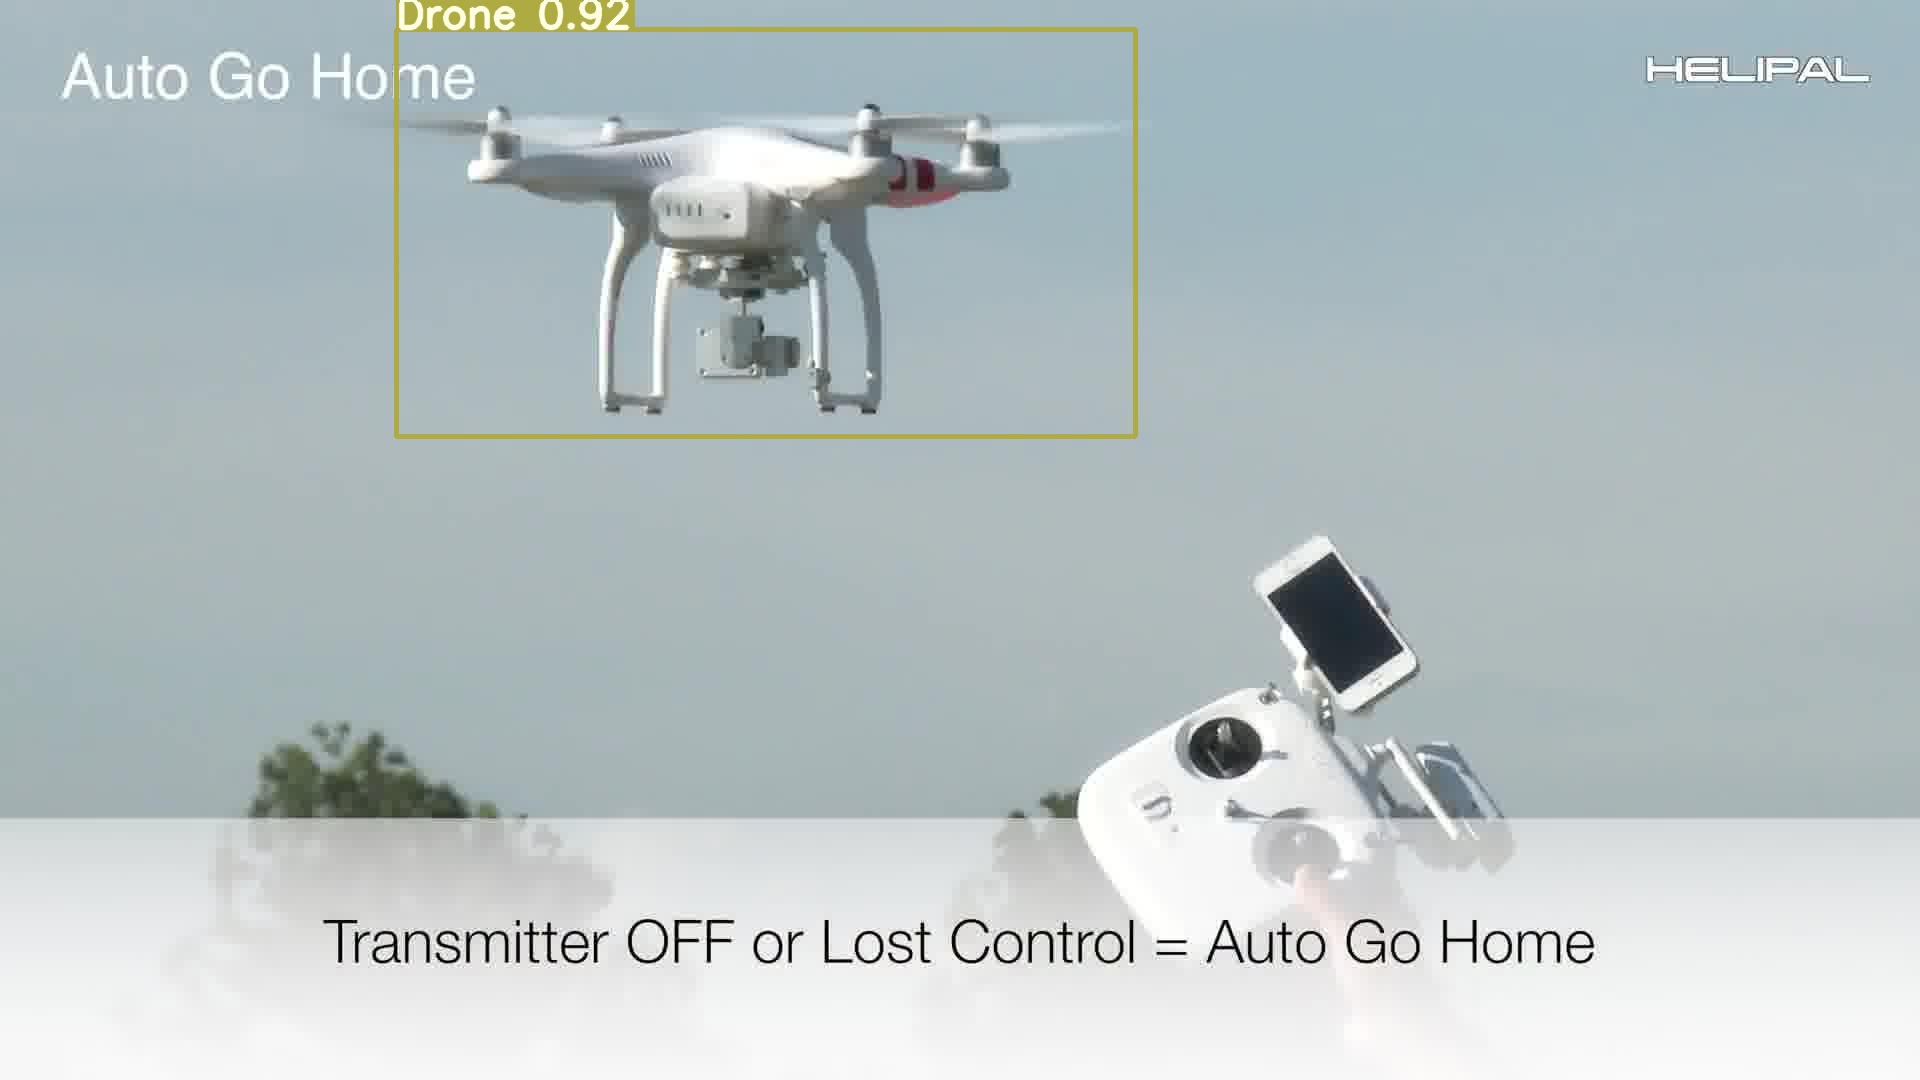 Drone 0.92
Auto Go Home
HELIPAL
Transmitter OFF or Lost Control = Auto Go Home